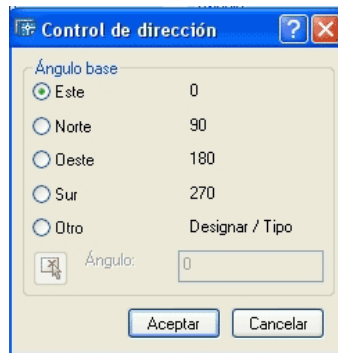 Control de dirección
Ángulo base
Este 0
Norte 90
Oeste 180
Sur 270
Otro Designar / Tipo
Ángulo: 0
Aceptar Cancelar